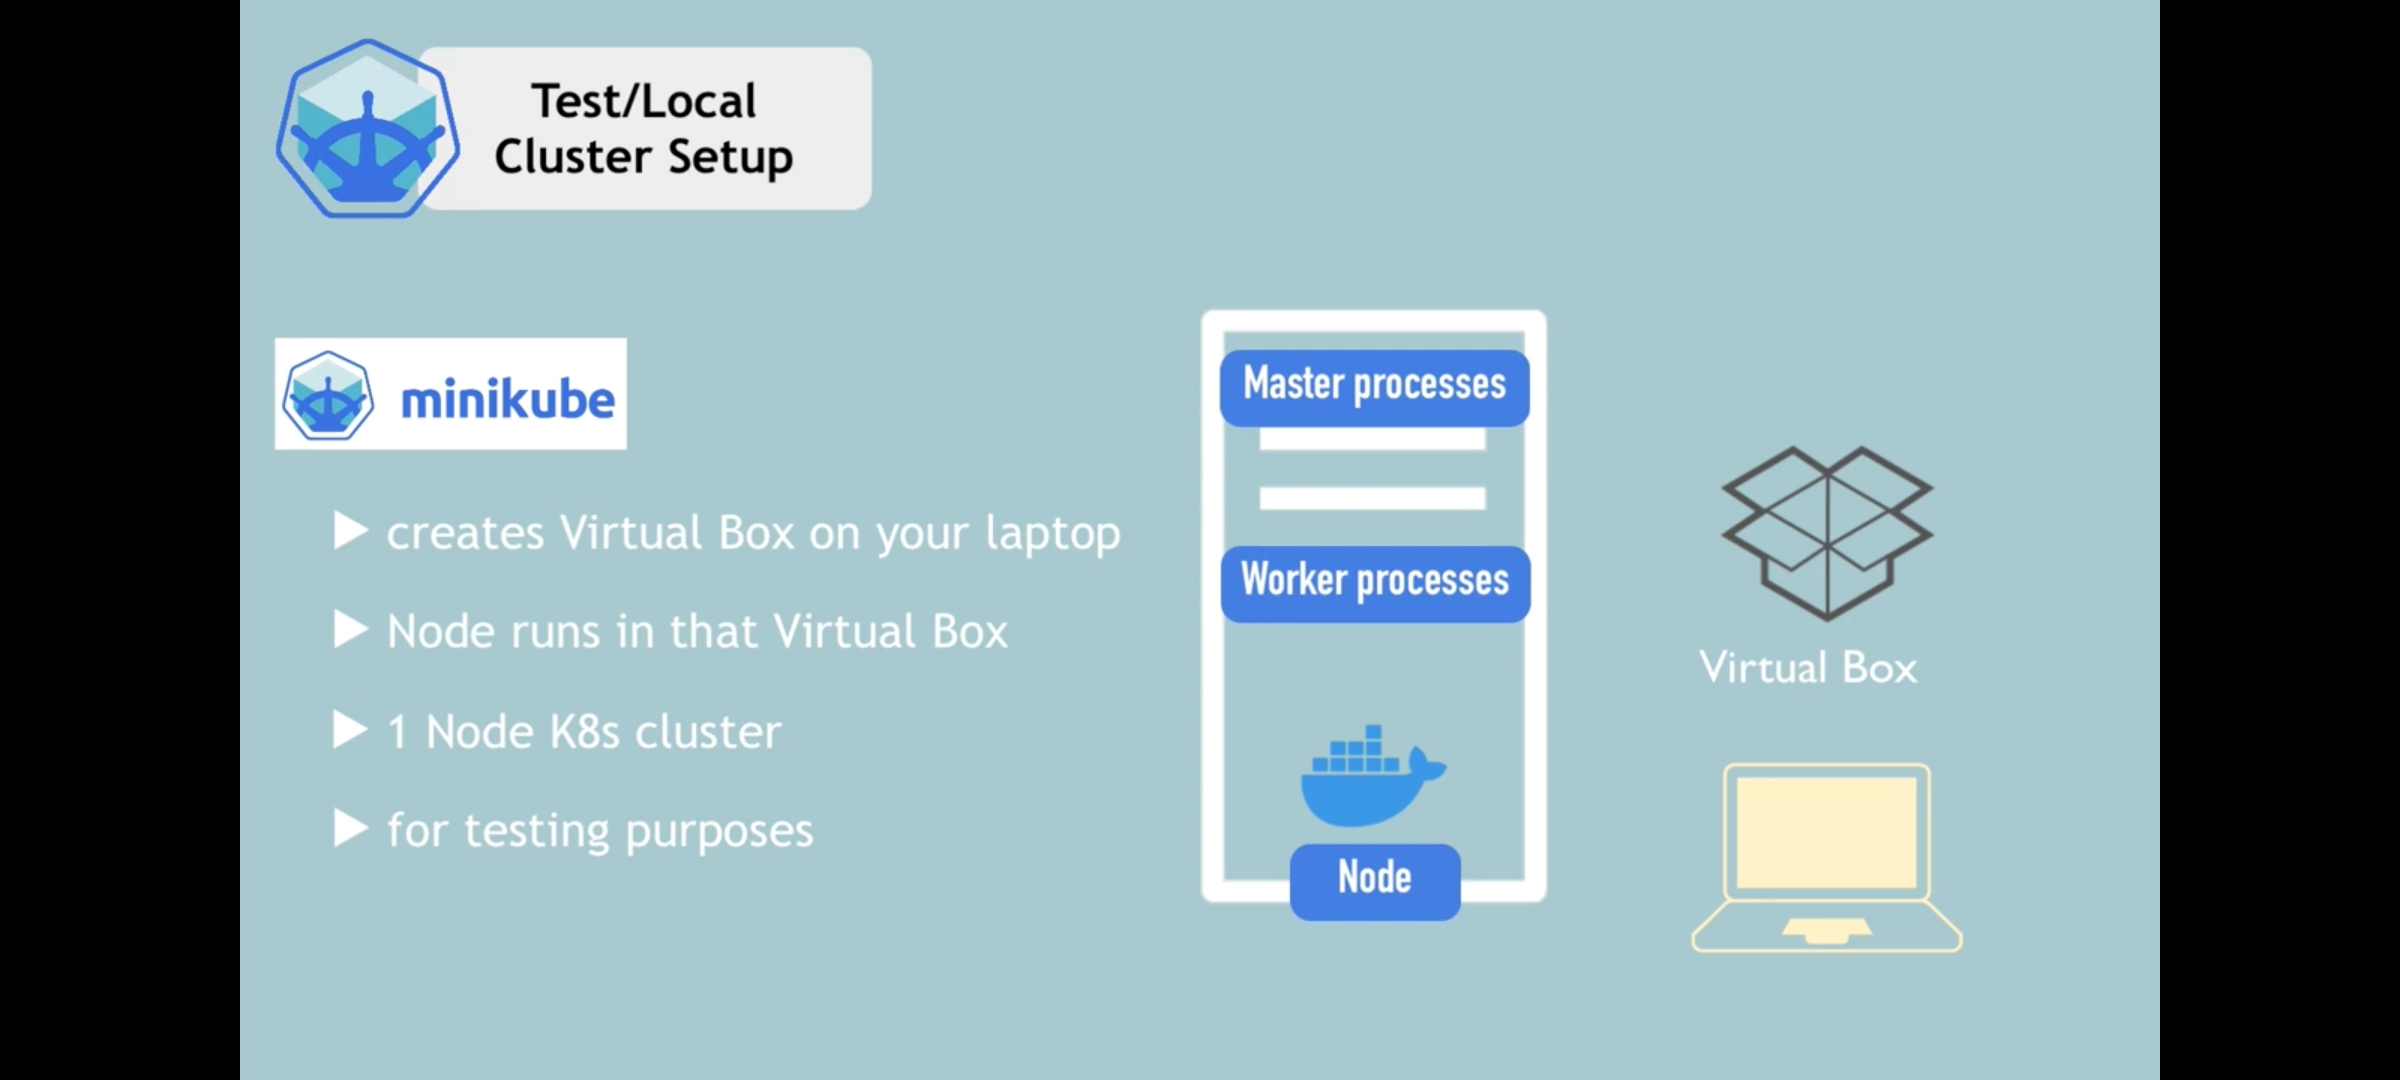 Test/Local
Cluster Setup
minikube
creates Virtual Box on your laptop
Node runs in that Virtual Box
1 Node K8s cluster
for testing purposes
Master processes
Worker processes
Node
Virtual Box